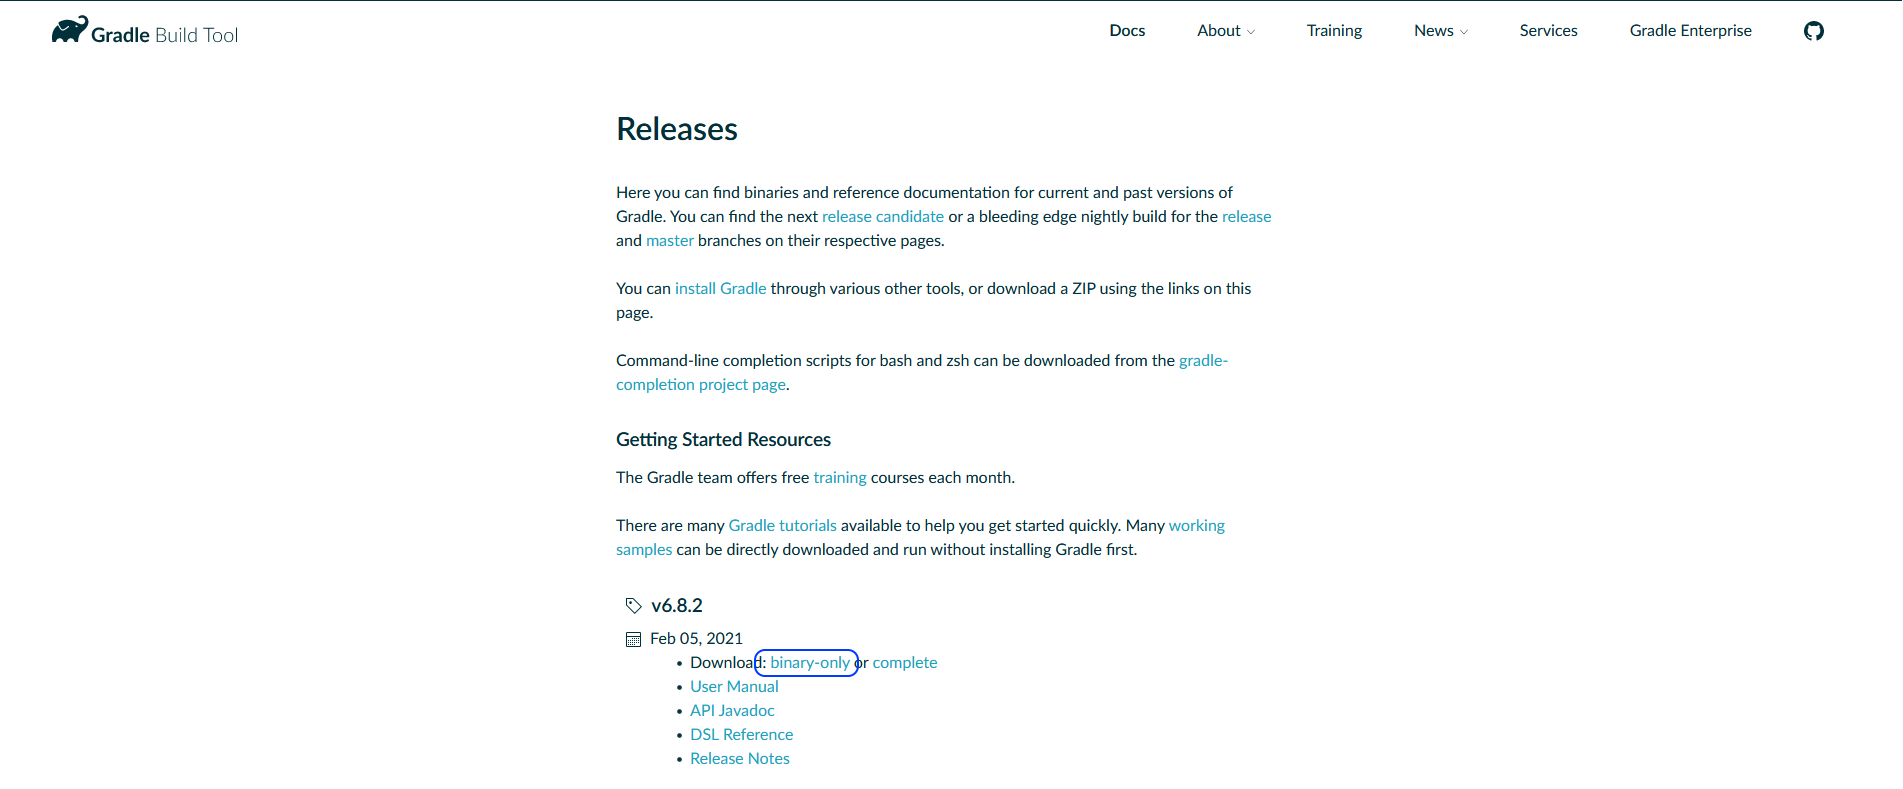 Gradle Build Tool
Docs About Training News Services Gradle Enterprise
Releases
Here you can find binaries and reference documentation for current and past versions of
Gradle. You can find the next release candidate or a bleeding edge nightly build for the release
and master branches on their respective pages.
You can install Gradle through various other tools, or download a ZIP using the links on this
page.
Command-line completion scripts for bash and zsh can be downloaded from the gradle-
completion project page.
Getting Started Resources
The Gradle team offers free training courses each month.
There are many Gradle tutorials available to help you get started quickly. Many working
samples can be directly downloaded and run without installing Gradle first.
v6.8.2
Feb 05, 2021
• Download: binary-only or complete
• User Manual
• API Javadoc
• DSL Reference
• Release Notes